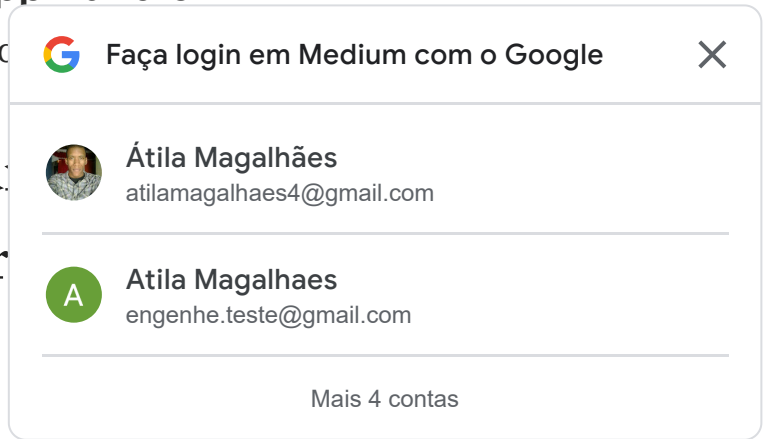 Faça login em Medium com o Google
Átila Magalhães
atilamagalhaes4@gmail.com
A
Atila Magalhaes
engenhe.teste@gmail.com
Mais 4 contas